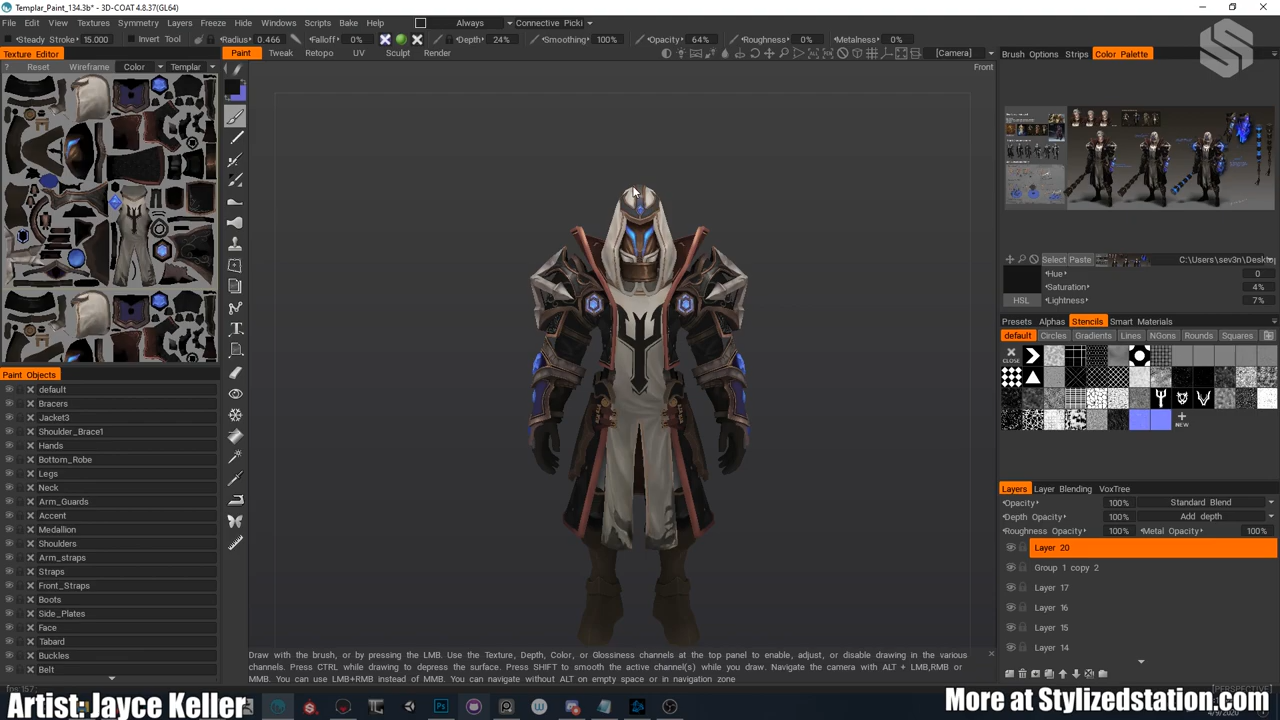 Templar_Paint_134.3b* - 3D-COAT 4.8.37(GL64)
File Edit View Textures Symmetry Layers Freeze Hide Windows Scripts Bake Help Always Connective Picki
Steady Stroke 15.000 Invert Tool Radius 0.466 Falloff 0% Depth 24% Smoothing 100% Opacity 64% Roughness 0% Metalness 0%
Texture Editor Paint Tweak Retopo UV Sculpt Render [Camera] Brush Options Strips Color Palette
? Reset Wireframe Color Templar
Front
Select Paste C:\Users\sev3n\Deskto
Hue 0
Saturation 4%
HSL Lightness 7%
Presets Alphas Stencils Smart Materials
default Circles Gradients Lines NGons Rounds Squares
CLOSE
NEW
Paint Objects
default
Bracers
Jacket3
Shoulder_Brace1
Hands
Bottom_Robe
Legs
Neck
Arm_Guards
Accent
Medallion
Shoulders
Arm_straps
Straps
Front_Straps
Boots
Side_Plates
Face
Tabard
Buckles
Belt
Layers Layer Blending VoxTree
Opacity 100% Standard Blend
Depth Opacity 100% Add depth
Roughness Opacity 100% Metal Opacity 100%
Layer 20
Group 1 copy 2
Layer 17
Layer 16
Layer 15
Layer 14
Draw with the brush, or by pressing the LMB. Use the Texture, Depth, Color, or Glossiness channels at the top panel to enable, adjust, or disable drawing in the various
channels. Press CTRL while drawing to depress the surface. Press SHIFT to smooth the active channel(s) while you draw. Navigate the camera with ALT + LMB,RMB or
MMB. You can use LMB+RMB instead of MMB. You can navigate without ALT on empty space or in navigation zone
fps:157;
[PERSPECTIVE]
Artist: Jayce Keller
More at Stylizedstation.com
4/9/2020